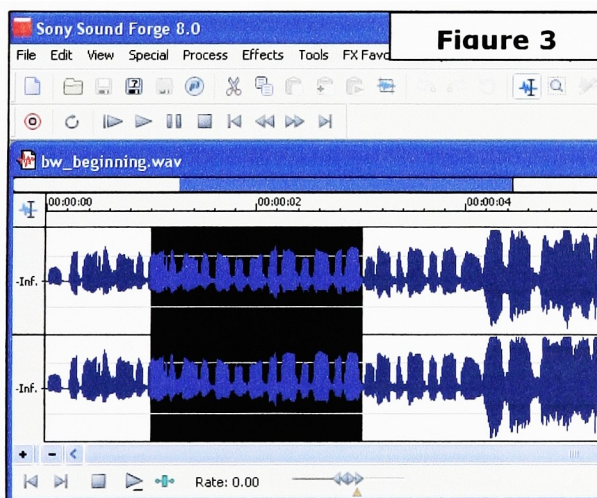 Sony Sound Forge 8.0
Figure 3
File Edit View Special Process Effects Tools FX Favo
bw_beginning.wav
00:00:00 00:00:02 00:00:04
-Inf.
-Inf.
Rate: 0.00